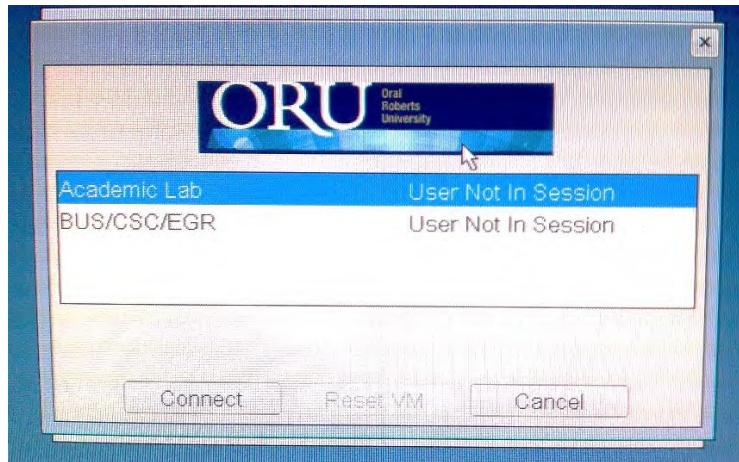 ORU
Oral
Roberts
University
Academic Lab User Not In Session
BUS/CSC/EGR User Not In Session
Connect Reset VM Cancel